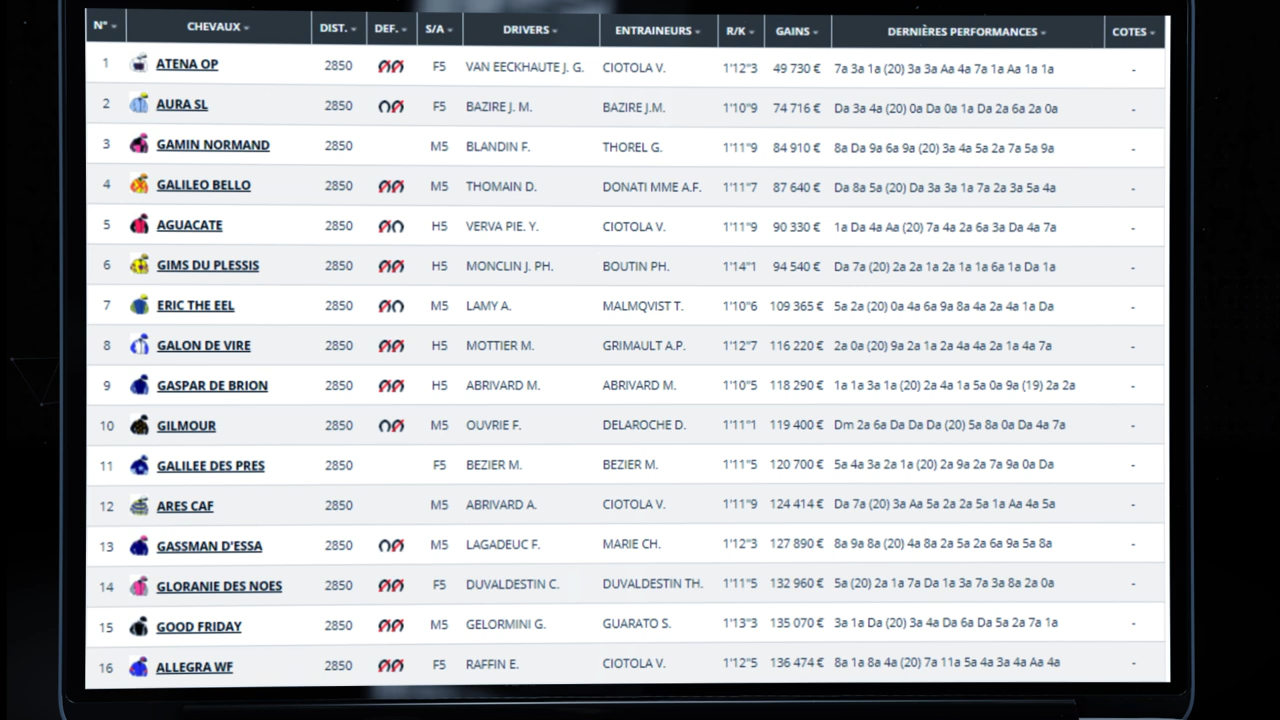 N° CHEVAUX DIST. DEF. S/A DRIVERS ENTRAINEURS R/K GAINS DERNIÈRES PERFORMANCES COTES
1 ATENA OP 2850 F5 VAN EECKHAUTE J. G. CIOTOLA V. 1'12"3 49 730 € 7a 3a 1a (20) 3a 3a Aa 4a 7a 1a Aa 1a 1a -
2 AURA SL 2850 F5 BAZIRE J. M. BAZIRE J.M. 1'10"9 74 716 € Da 3a 4a (20) 0a Da 0a 1a Da 2a 6a 2a 0a -
3 GAMIN NORMAND 2850 M5 BLANDIN F. THOREL G. 1'11"9 84 910 € 8a Da 9a 6a 9a (20) 3a 4a 5a 2a 7a 5a 9a -
4 GALILEO BELLO 2850 M5 THOMAIN D. DONATI MME A.F. 1'11"7 87 640 € Da 8a 5a (20) Da 3a 3a 1a 7a 2a 3a 5a 4a -
5 AGUACATE 2850 H5 VERVA PIE. Y. CIOTOLA V. 1'11"9 90 330 € 1a Da 4a Aa (20) 7a 4a 2a 6a 3a Da 4a 7a -
6 GIMS DU PLESSIS 2850 H5 MONCLIN J. PH. BOUTIN PH. 1'14"1 94 540 € Da 7a (20) 2a 2a 1a 2a 1a 1a 6a 1a Da 1a -
7 ERIC THE EEL 2850 M5 LAMY A. MALMQVIST T. 1'10"6 109 365 € 5a 2a (20) 0a 4a 6a 9a 8a 4a 2a 4a 1a Da -
8 GALON DE VIRE 2850 H5 MOTTIER M. GRIMAULT A.P. 1'12"7 116 220 € 2a 0a (20) 9a 2a 1a 2a 4a 4a 2a 1a 4a 7a -
9 GASPAR DE BRION 2850 H5 ABRIVARD M. ABRIVARD M. 1'10"5 118 290 € 1a 1a 3a 1a (20) 2a 4a 1a 5a 0a 9a (19) 2a 2a -
10 GILMOUR 2850 M5 OUVRIE F. DELAROCHE D. 1'11"1 119 400 € Dm 2a 6a Da Da Da (20) 5a 8a 0a Da 4a 7a -
11 GALILEE DES PRES 2850 F5 BEZIER M. BEZIER M. 1'11"5 120 700 € 5a 4a 3a 2a 1a (20) 2a 9a 2a 7a 9a 0a Da -
12 ARES CAF 2850 M5 ABRIVARD A. CIOTOLA V. 1'11"9 124 414 € Da 7a (20) 3a Aa 5a 2a 2a 5a 1a Aa 4a 5a -
13 GASSMAN D'ESSA 2850 M5 LAGADEUC F. MARIE CH. 1'12"3 127 890 € 8a 9a 8a (20) 4a 8a 2a 5a 2a 6a 9a 5a 8a -
14 GLORANIE DES NOES 2850 F5 DUVALDESTIN C. DUVALDESTIN TH. 1'11"5 132 960 € 5a (20) 2a 1a 7a Da 1a 3a 7a 3a 8a 2a 0a -
15 GOOD FRIDAY 2850 M5 GELORMINI G. GUARATO S. 1'13"3 135 070 € 3a 1a Da (20) 3a 4a Da 6a Da 5a 2a 7a 1a -
16 ALLEGRA WF 2850 F5 RAFFIN E. CIOTOLA V. 1'12"5 136 474 € 8a 1a 8a 4a (20) 7a 11a 5a 4a 3a 4a Aa 4a -